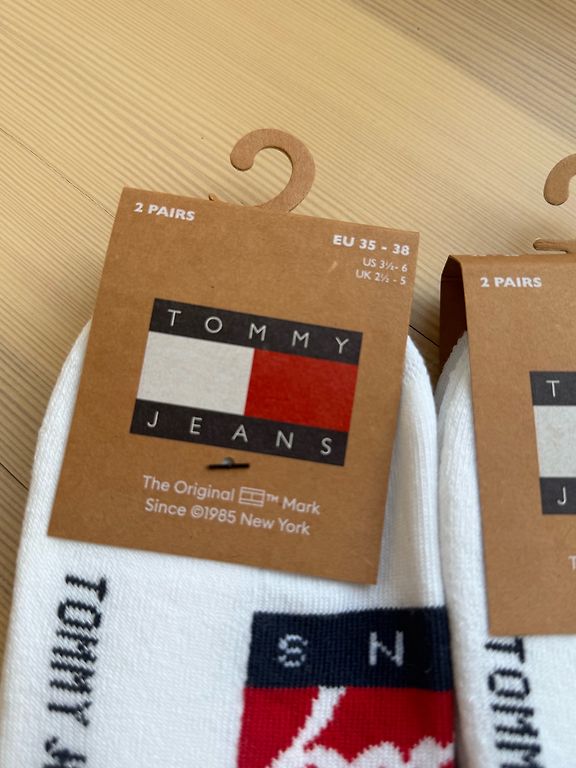 2 PAIRS
EU 35 - 38
US 3½ - 6
UK 2½ - 5
TOMMY
JEANS
The Original ™ Mark
Since ©1985 New York
TOMMY
S N
2 PAIRS
T
J
T
TOMM